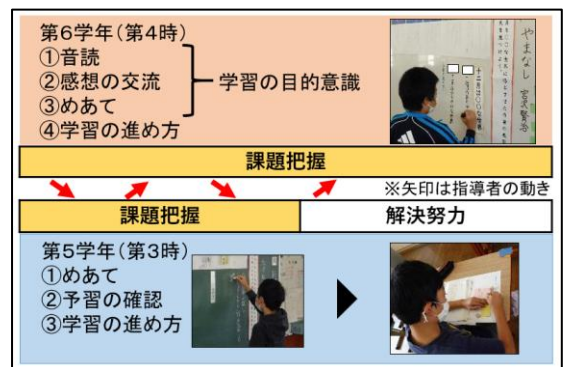 第6学年(第4時)
①音読
②感想の交流
③めあて
④学習の進め方
学習の目的意識
やまなし 宮沢賢治
課題把握
※矢印は指導者の動き
課題把握
解決努力
第5学年(第3時)
①めあて
②予習の確認
③学習の進め方